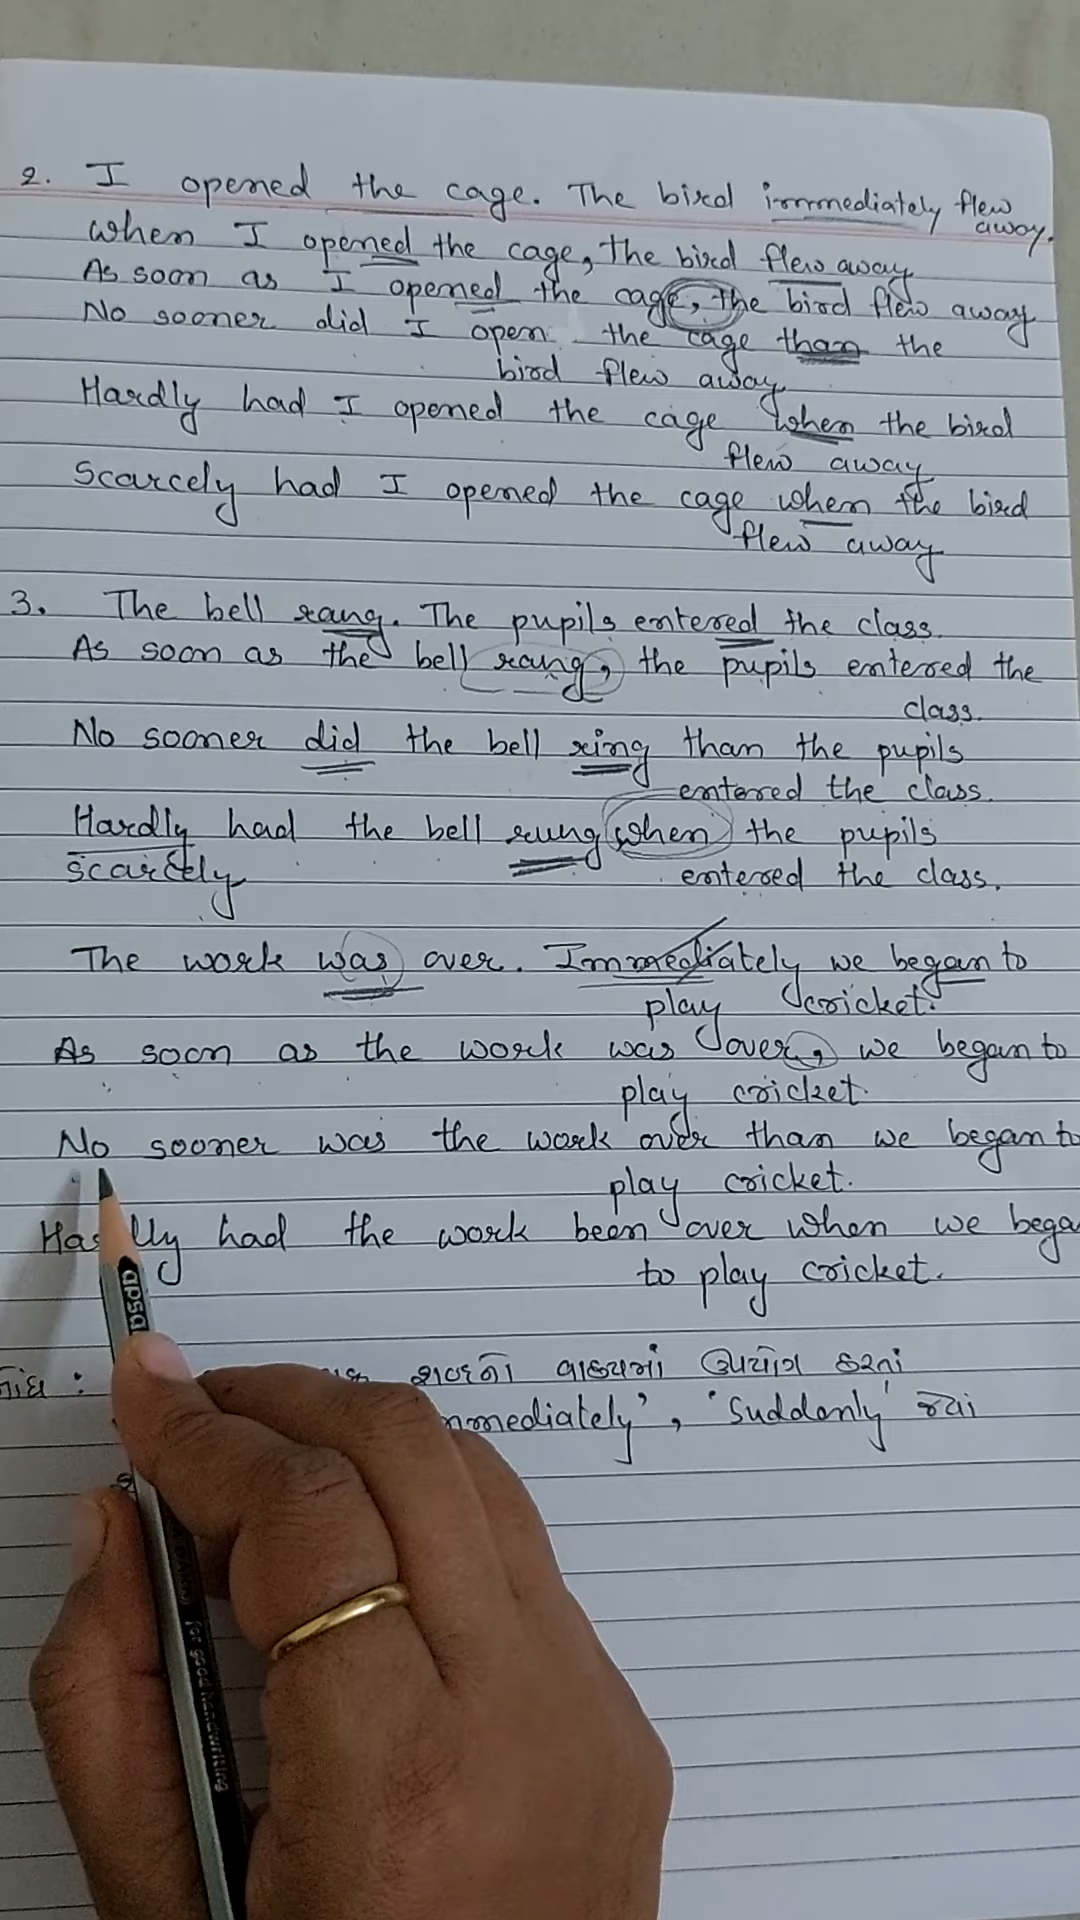 2. I opened the cage. The bird immediately flew
away.
when I opened the cage, the bird flew away
As soon as I opened the cage, the bird flew away
No sooner did I open the cage than the
bird flew away
Hardly had I opened the cage when the bird
flew away
Scarcely had I opened the cage when the bird
flew away
3. The bell rang. The pupils entered the class.
As soon as the bell rang, the pupils entered the
class.
No sooner did the bell ring than the pupils
entered the class.
Hardly had the bell rung when the pupils
scarcely entered the class.
The work was over. Immediately we began to
play cricket.
As soon as the work was over, we began to
play cricket.
No sooner was the work over than we began to
play cricket.
had the work been over when we
to play cricket.
શબ્દનો વાક્યમાં ઉપયોગ કરતાં
'Suddenly'
apsara
for good handwriting